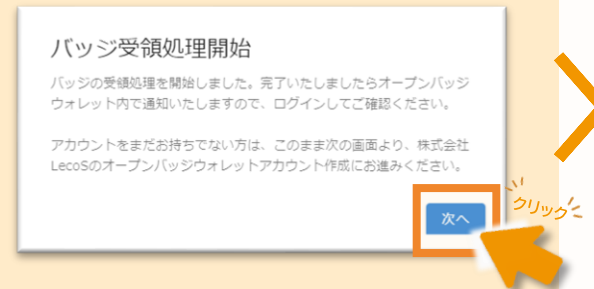 バッジ受領処理開始
バッジの受領処理を開始しました。完了いたしましたらオープンバッジ
ウォレット内で通知いたしますので、ログインしてご確認ください。
アカウントをまだお持ちでない方は、このまま次の画面より、株式会社
LecoSのオープンバッジウォレットアカウント作成にお進みください。
次へ
クリック